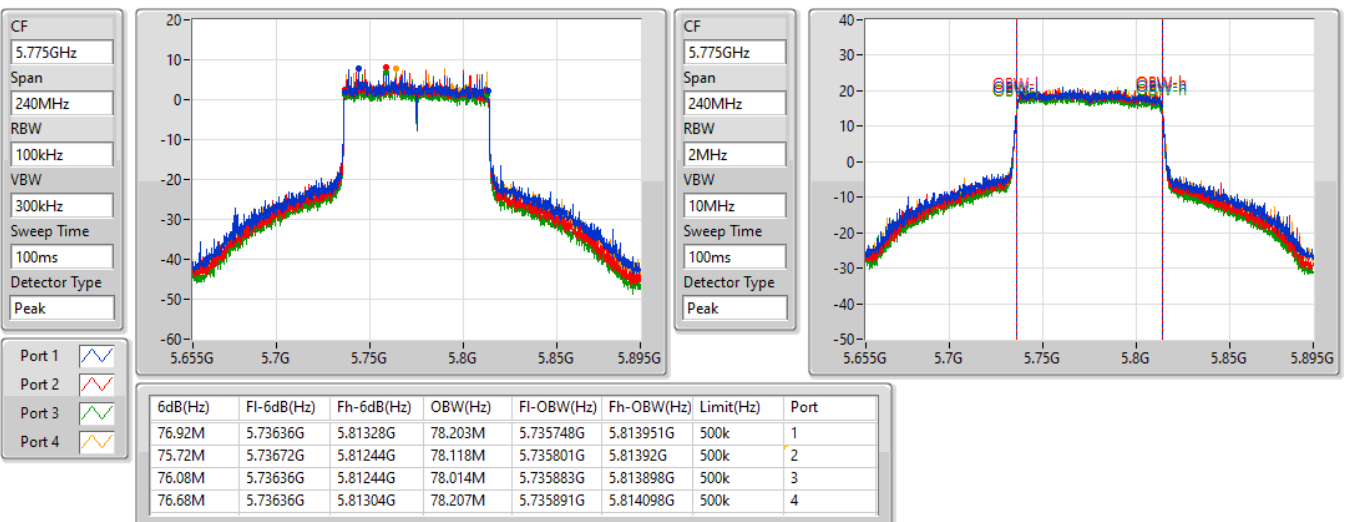 CF
5.775GHz
Span
240MHz
RBW
100kHz
VBW
300kHz
Sweep Time
100ms
Detector Type
Peak
20
10
0
-10
-20
-30
-40
-50
-60
5.655G 5.7G 5.75G 5.8G 5.85G 5.895G
CF
5.775GHz
Span
240MHz
RBW
2MHz
VBW
10MHz
Sweep Time
100ms
Detector Type
Peak
40
30
20
10
0
-10
-20
-30
-40
-50
OBW-l OBW-h
5.655G 5.7G 5.75G 5.8G 5.85G 5.895G
Port 1
Port 2
Port 3
Port 4
6dB(Hz) Fl-6dB(Hz) Fh-6dB(Hz) OBW(Hz) Fl-OBW(Hz) Fh-OBW(Hz) Limit(Hz) Port
76.92M 5.73636G 5.81328G 78.203M 5.735748G 5.813951G 500k 1
75.72M 5.73672G 5.81244G 78.118M 5.735801G 5.81392G 500k 2
76.08M 5.73636G 5.81244G 78.014M 5.735883G 5.813898G 500k 3
76.68M 5.73636G 5.81304G 78.207M 5.735891G 5.814098G 500k 4